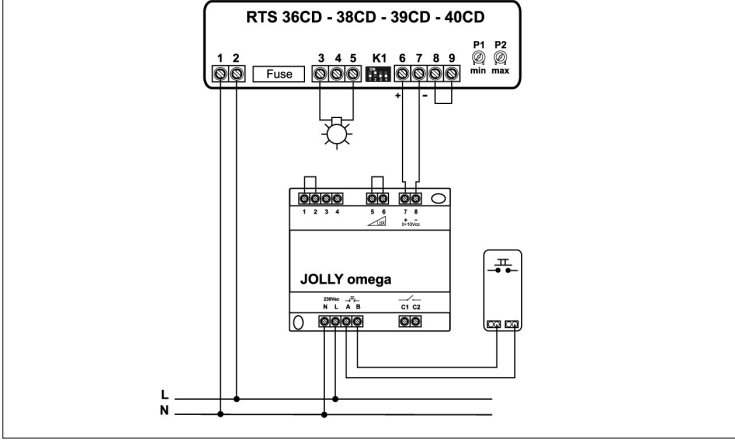 RTS 36CD - 38CD - 39CD - 40CD
P1 P2
1 2 Fuse 3 4 5 K1 6 7 8 9
min max
+ -
1 2 3 4 5 6 7 8
LUX + -
0÷10Vcc
JOLLY omega
230Vac
N L A B C1 C2
L
N